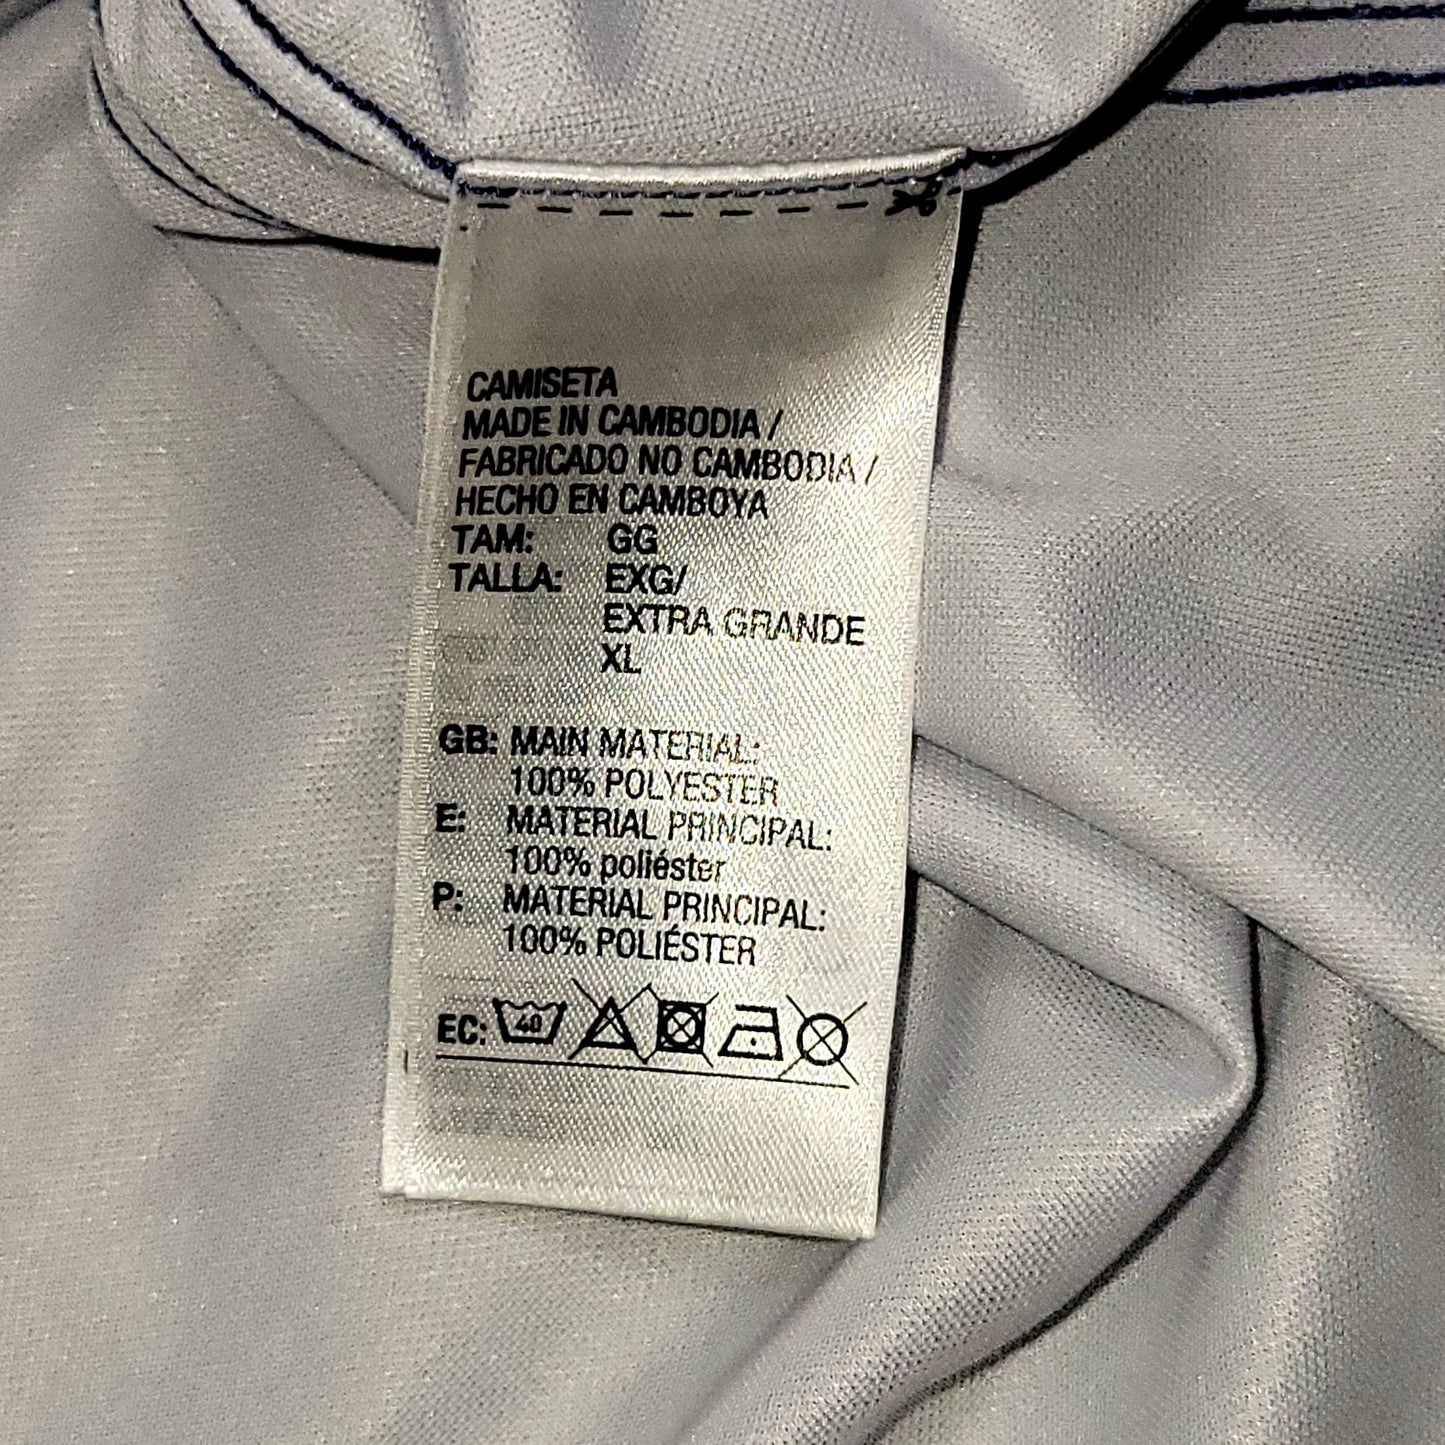 CAMISETA
MADE IN CAMBODIA /
FABRICADO NO CAMBODIA /
HECHO EN CAMBOYA
TAM: GG
TALLA: EXG/
EXTRA GRANDE
XL
GB: MAIN MATERIAL:
100% POLYESTER
E: MATERIAL PRINCIPAL:
100% poliéster
P: MATERIAL PRINCIPAL:
100% POLIÉSTER
EC: 40